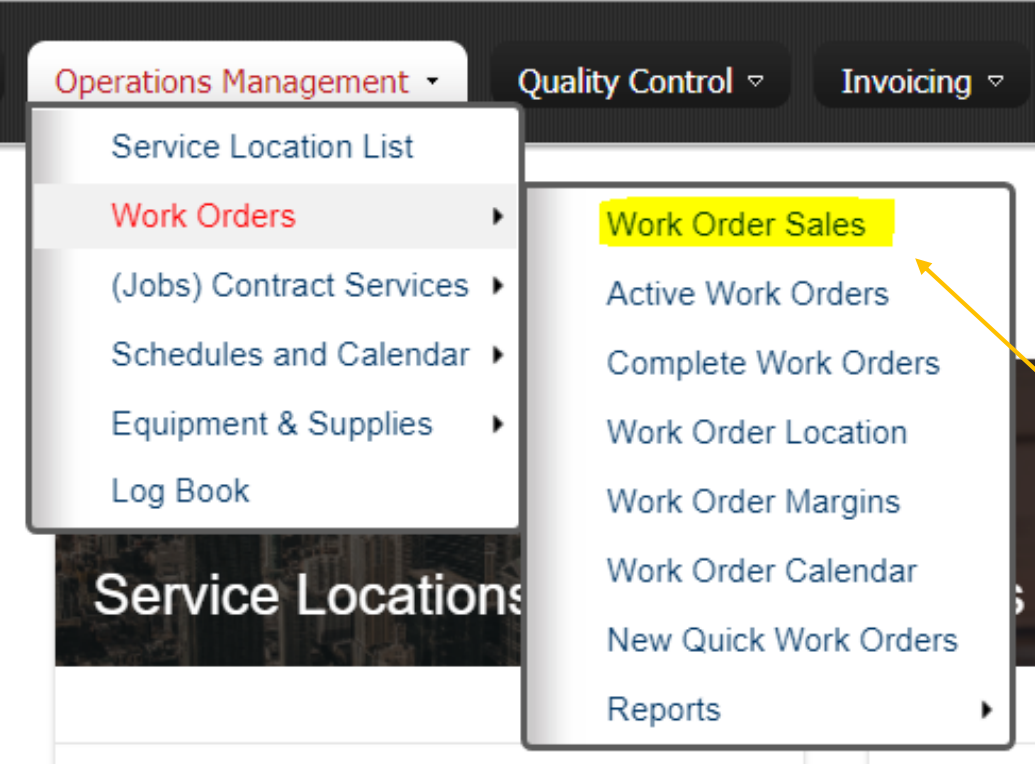 Operations Management
Quality Control
Invoicing
Service Location List
Work Orders
(Jobs) Contract Services
Schedules and Calendar
Equipment & Supplies
Log Book
Work Order Sales
Active Work Orders
Complete Work Orders
Work Order Location
Work Order Margins
Work Order Calendar
New Quick Work Orders
Reports
Service Locations